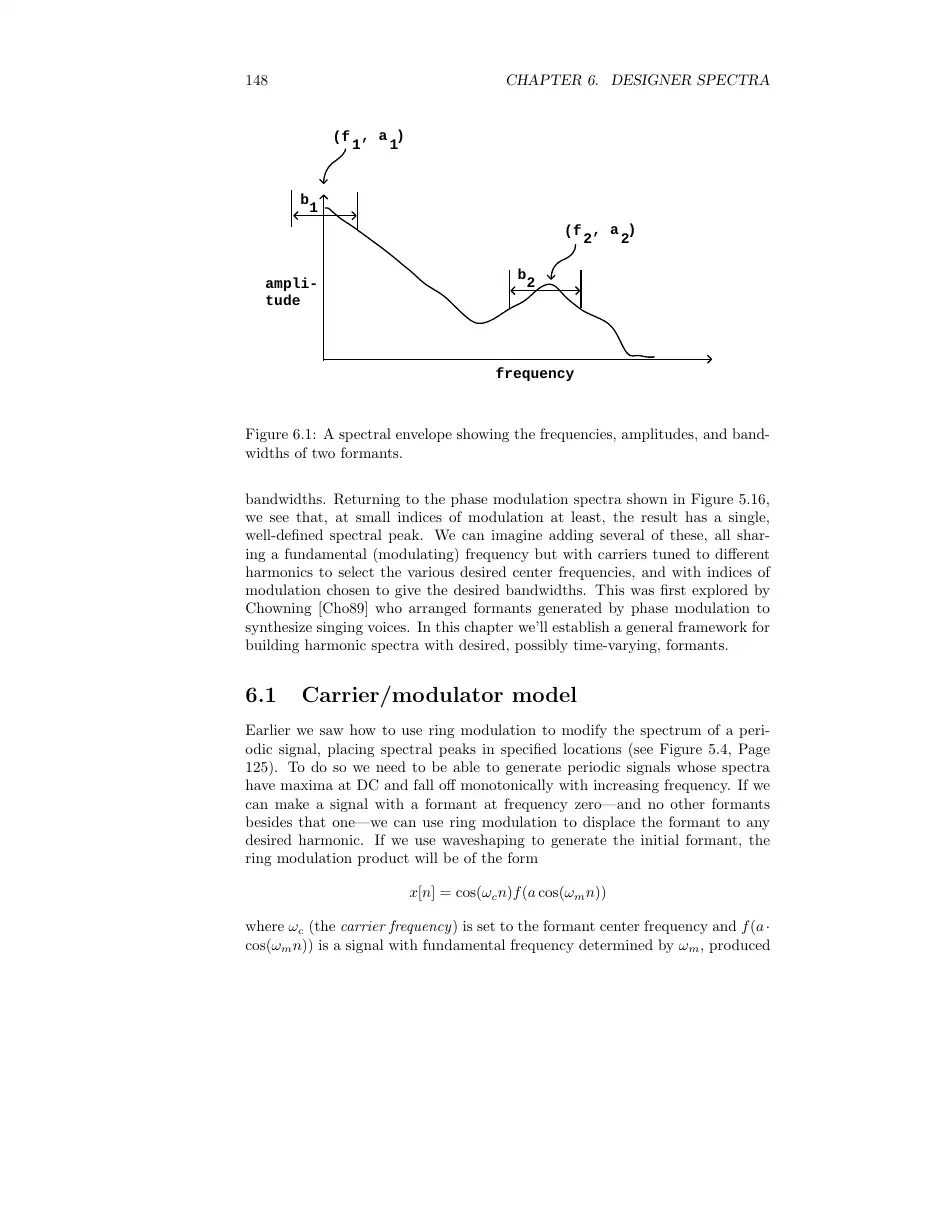 148 CHAPTER 6. DESIGNER SPECTRA
(f1, a1)
b1
(f2, a2)
b2
ampli-
tude
frequency
Figure 6.1: A spectral envelope showing the frequencies, amplitudes, and band-
widths of two formants.
bandwidths. Returning to the phase modulation spectra shown in Figure 5.16,
we see that, at small indices of modulation at least, the result has a single,
well-defined spectral peak. We can imagine adding several of these, all shar-
ing a fundamental (modulating) frequency but with carriers tuned to different
harmonics to select the various desired center frequencies, and with indices of
modulation chosen to give the desired bandwidths. This was first explored by
Chowning [Cho89] who arranged formants generated by phase modulation to
synthesize singing voices. In this chapter we'll establish a general framework for
building harmonic spectra with desired, possibly time-varying, formants.
6.1 Carrier/modulator model
Earlier we saw how to use ring modulation to modify the spectrum of a peri-
odic signal, placing spectral peaks in specified locations (see Figure 5.4, Page
125). To do so we need to be able to generate periodic signals whose spectra
have maxima at DC and fall off monotonically with increasing frequency. If we
can make a signal with a formant at frequency zero—and no other formants
besides that one—we can use ring modulation to displace the formant to any
desired harmonic. If we use waveshaping to generate the initial formant, the
ring modulation product will be of the form
x[n] = cos(ω_c n)f(a cos(ω_m n))
where ω_c (the carrier frequency) is set to the formant center frequency and f(a·
cos(ω_m n)) is a signal with fundamental frequency determined by ω_m, produced